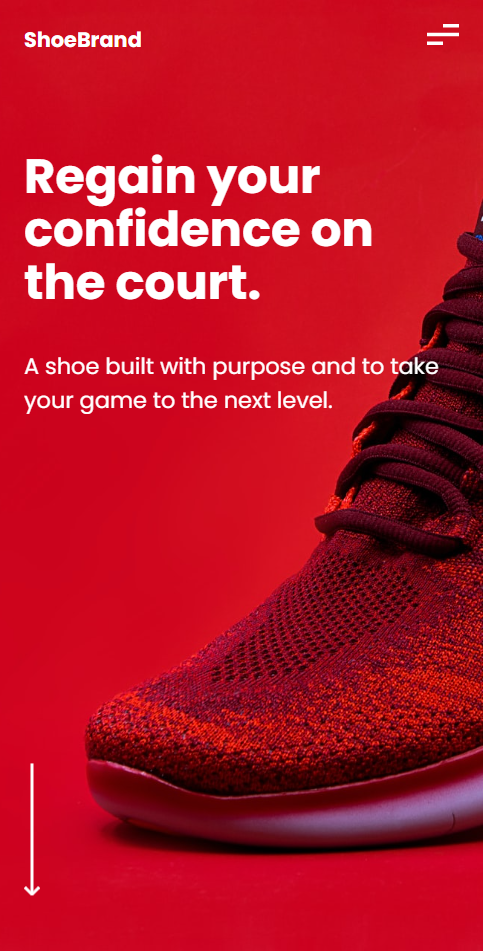 ShoeBrand
Regain your
confidence on
the court.
A shoe built with purpose and to take
your game to the next level.